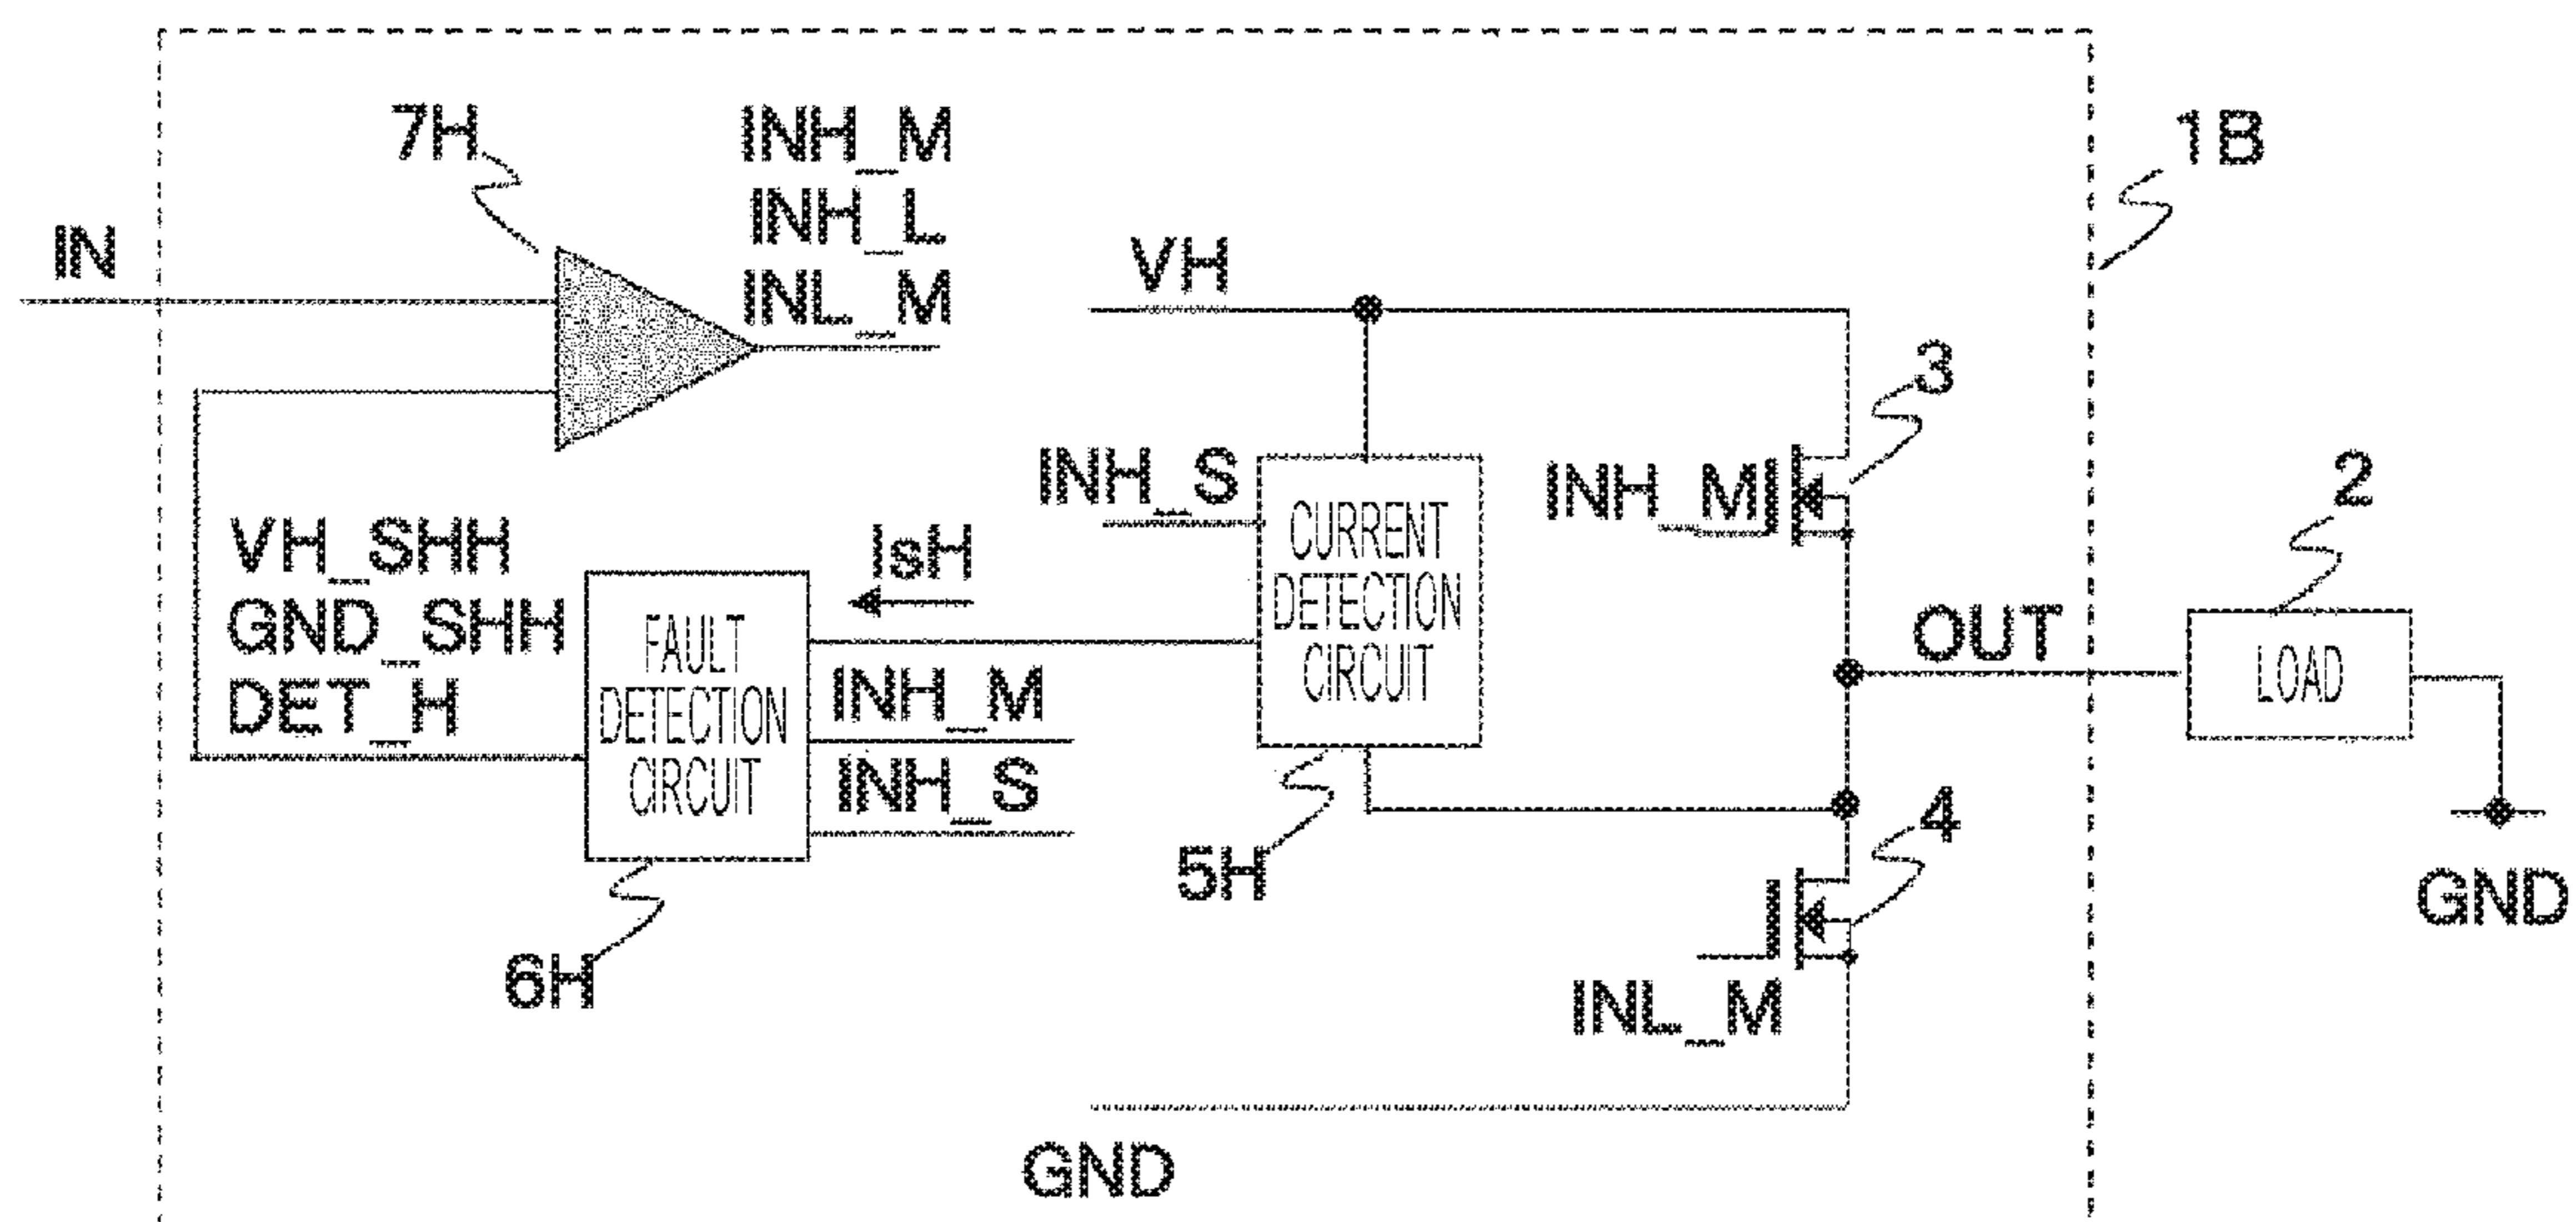 7H
INH_M
INH_L
INL_M
1B
IN
VH
3
INH_S
INH_M
2
CURRENT
DETECTION
CIRCUIT
VH_SHH
GND_SHH
DET_H
IsH
FAULT
DETECTION
CIRCUIT
INH_M
INH_S
OUT
LOAD
4
5H
6H
GND
INL_M
GND